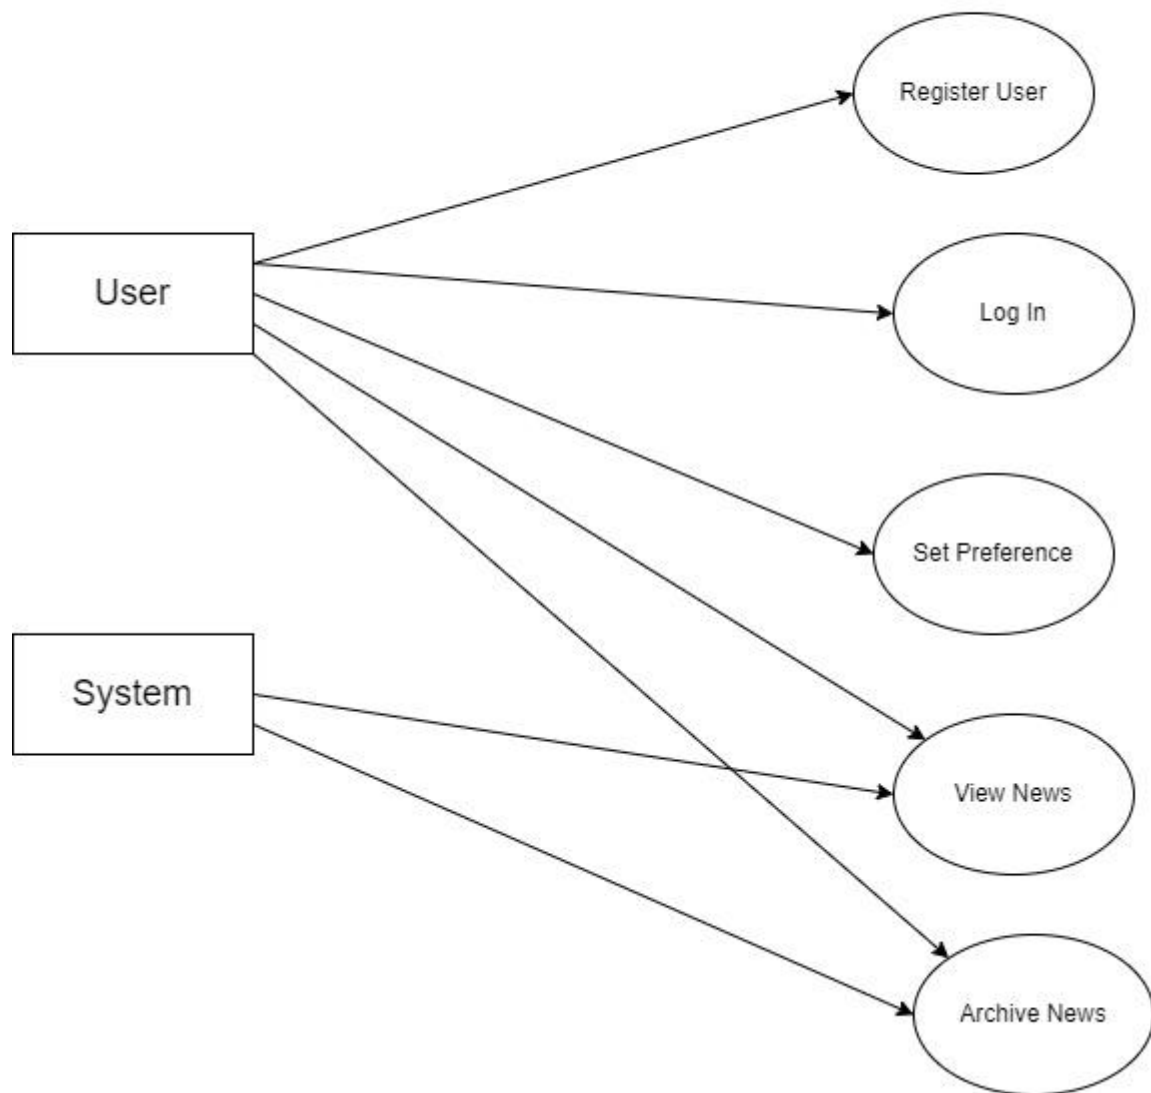 Register User
User
Log In
Set Preference
System
View News
Archive News